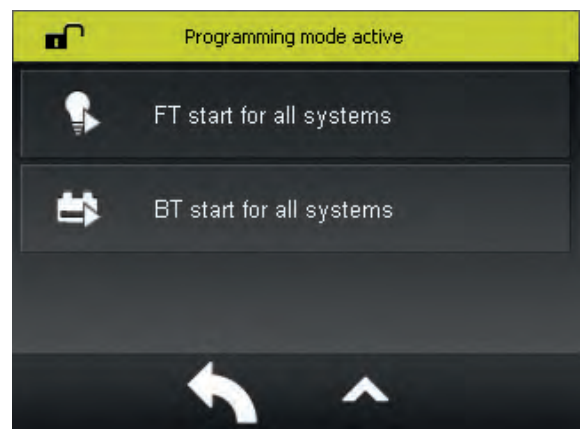 Programming mode active
FT start for all systems
BT start for all systems